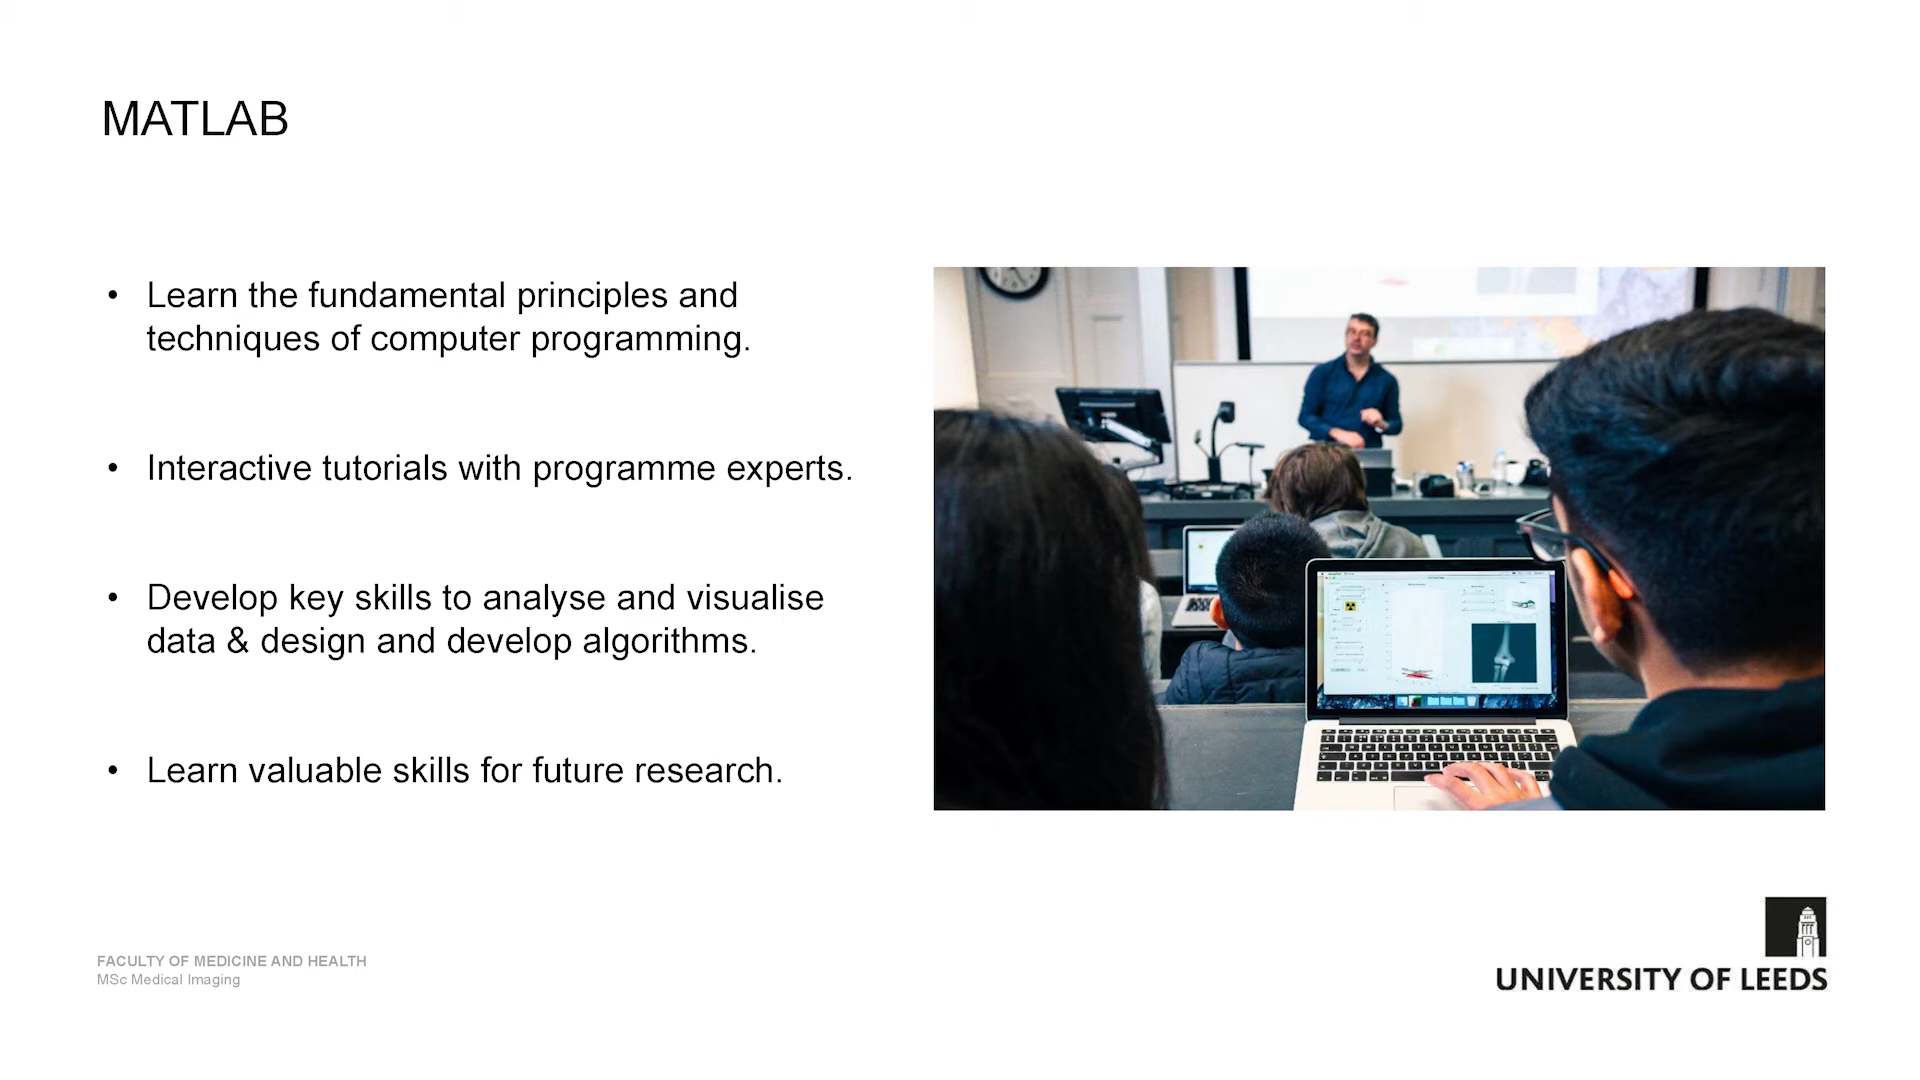 MATLAB
• Learn the fundamental principles and
techniques of computer programming.
• Interactive tutorials with programme experts.
• Develop key skills to analyse and visualise
data & design and develop algorithms.
• Learn valuable skills for future research.
FACULTY OF MEDICINE AND HEALTH
MSc Medical Imaging
UNIVERSITY OF LEEDS